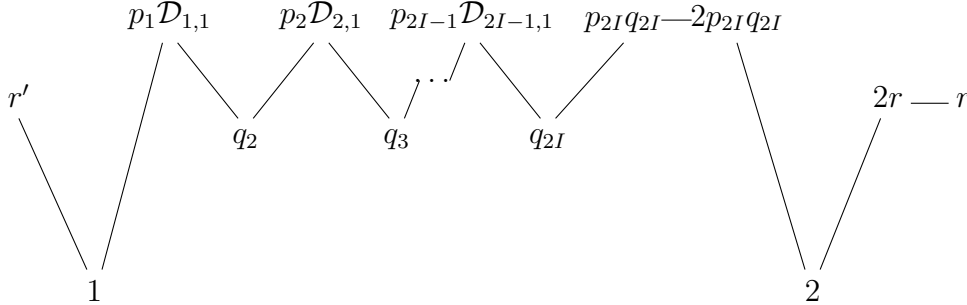 $p_1\mathcal{D}_{1,1}$ $p_2\mathcal{D}_{2,1}$ $p_{2I-1}\mathcal{D}_{2I-1,1}$ $p_{2I}q_{2I}$—$2p_{2I}q_{2I}$
...
$r'$ $2r$ — $r$
$q_2$ $q_3$ $q_{2I}$
1 2